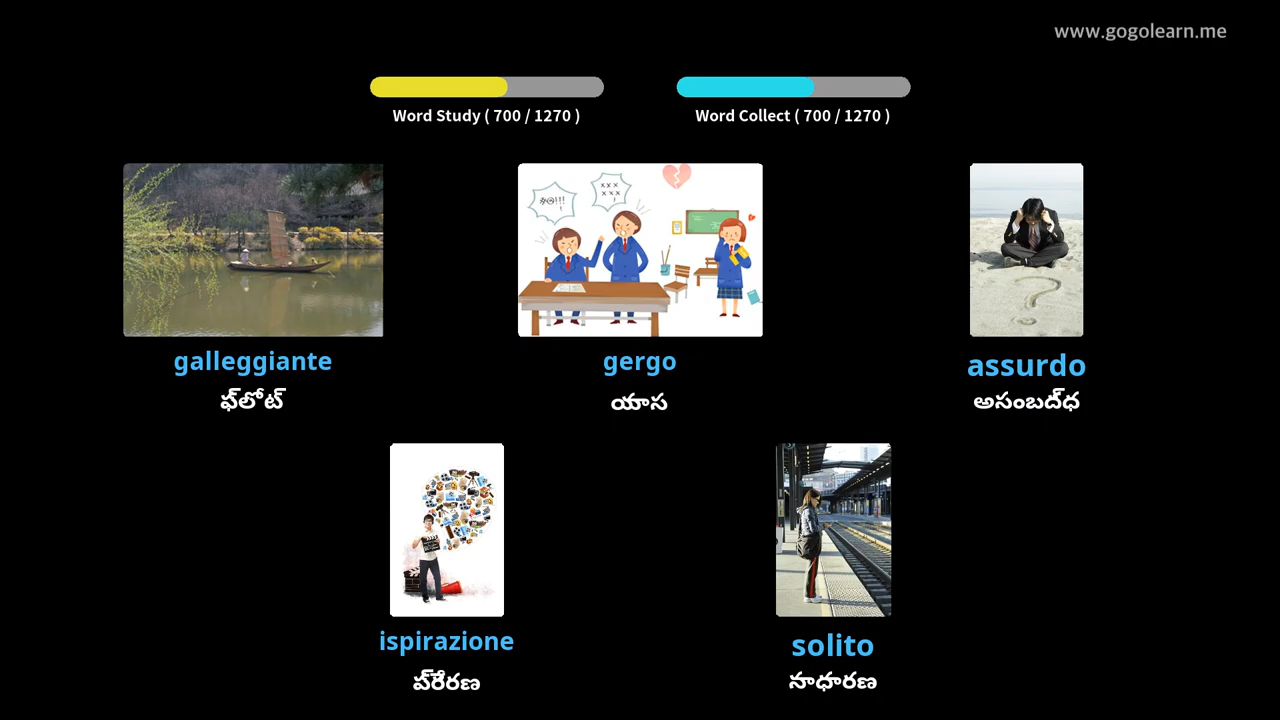 www.gogolearn.me
Word Study ( 700 / 1270 )
Word Collect ( 700 / 1270 )
#@!!!
!
x x x
x x x
!
galleggiante
gergo
assurdo
ఫ్లోట్
యాస
అసంబద్ధ
?
ispirazione
solito
ప్రేరణ
సాధారణ